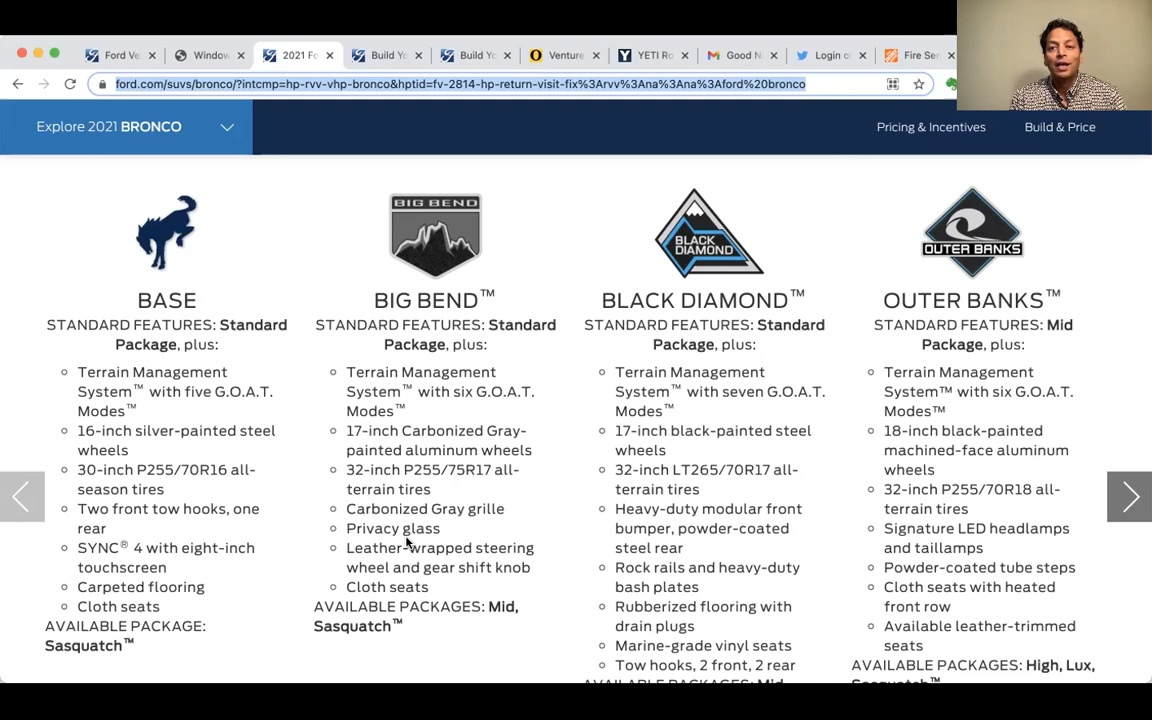 Ford Ve
Window
2021 Fo
Build Yo
Build Yo
Venture
YETI Ro
Good N
Login o
Fire Ser
ford.com/suvs/bronco/?intcmp=hp-rvv-vhp-bronco&hptid=fv-2814-hp-return-visit-fix%3Arvv%3Ana%3Ana%3Aford%20bronco
Explore 2021 BRONCO
Pricing & Incentives
Build & Price
BASE
STANDARD FEATURES: Standard
Package, plus:
Terrain Management
System™ with five G.O.A.T.
Modes™
16-inch silver-painted steel
wheels
30-inch P255/70R16 all-
season tires
Two front tow hooks, one
rear
SYNC® 4 with eight-inch
touchscreen
Carpeted flooring
Cloth seats
AVAILABLE PACKAGE:
Sasquatch™
BIG BEND
BIG BEND™
STANDARD FEATURES: Standard
Package, plus:
Terrain Management
System™ with six G.O.A.T.
Modes™
17-inch Carbonized Gray-
painted aluminum wheels
32-inch P255/75R17 all-
terrain tires
Carbonized Gray grille
Privacy glass
Leather-wrapped steering
wheel and gear shift knob
Cloth seats
AVAILABLE PACKAGES: Mid,
Sasquatch™
BLACK
DIAMOND
BLACK DIAMOND™
STANDARD FEATURES: Standard
Package, plus:
Terrain Management
System™ with seven G.O.A.T.
Modes™
17-inch black-painted steel
wheels
32-inch LT265/70R17 all-
terrain tires
Heavy-duty modular front
bumper, powder-coated
steel rear
Rock rails and heavy-duty
bash plates
Rubberized flooring with
drain plugs
Marine-grade vinyl seats
Tow hooks, 2 front, 2 rear
AVAILABLE PACKAGES: Mid
OUTER BANKS
OUTER BANKS™
STANDARD FEATURES: Mid
Package, plus:
Terrain Management
System™ with six G.O.A.T.
Modes™
18-inch black-painted
machined-face aluminum
wheels
32-inch P255/70R18 all-
terrain tires
Signature LED headlamps
and taillamps
Powder-coated tube steps
Cloth seats with heated
front row
Available leather-trimmed
seats
AVAILABLE PACKAGES: High, Lux,
Sasquatch™